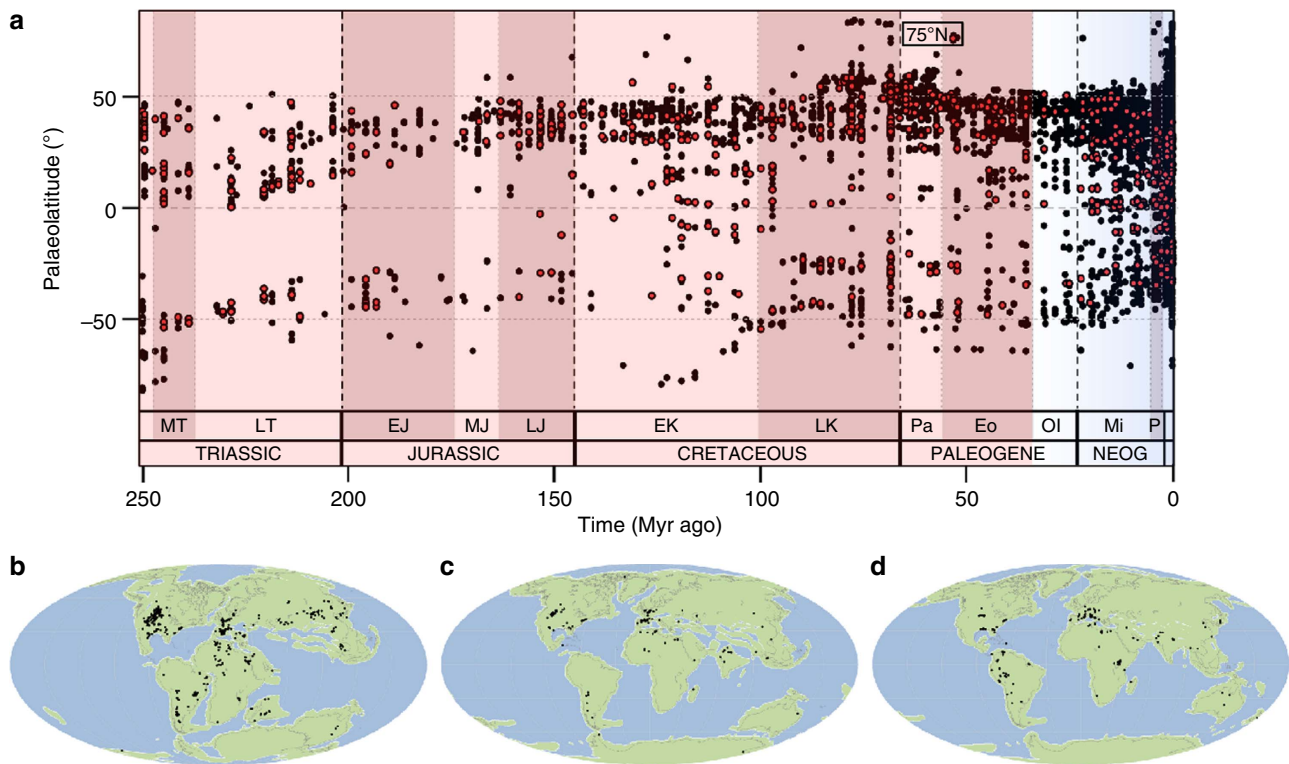 a
75°N
50
0
–50
Palaeolatitude (°)
MT LT EJ MJ LJ EK LK Pa Eo Ol Mi P
TRIASSIC JURASSIC CRETACEOUS PALEOGENE NEOG
250 200 150 100 50 0
Time (Myr ago)
b c d